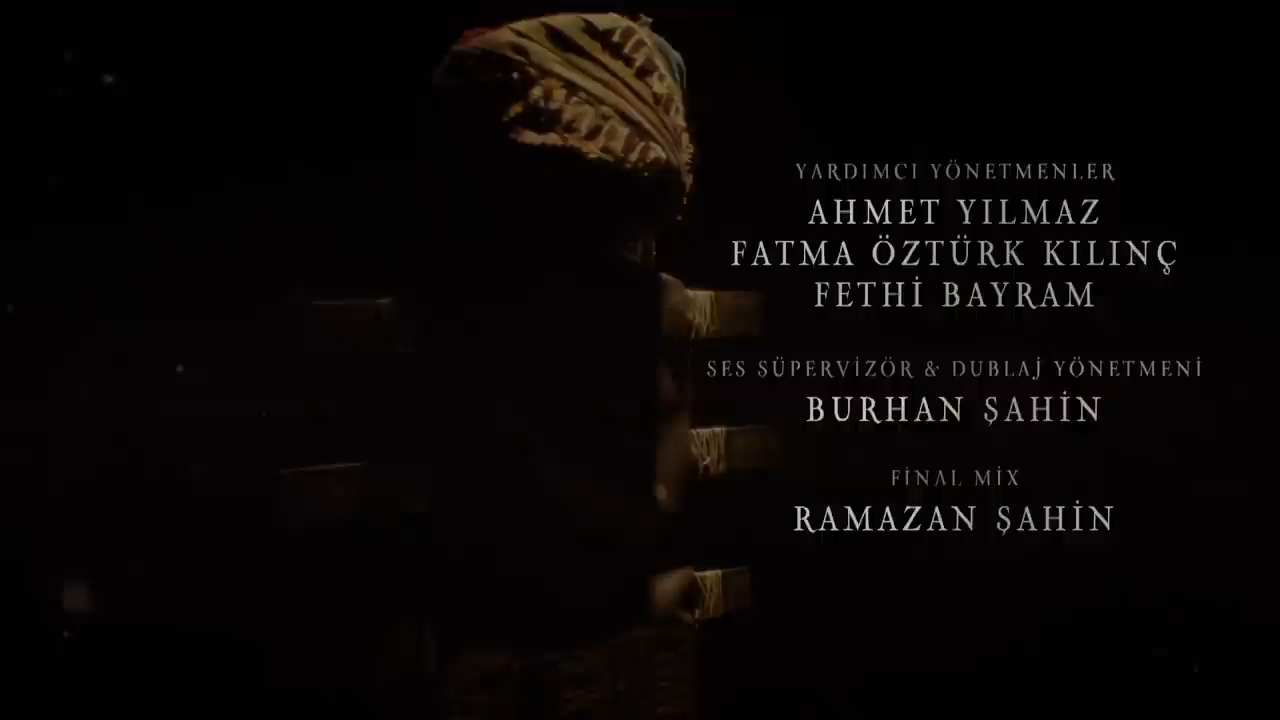 YARDIMCI YÖNETMENLER
AHMET YILMAZ
FATMA ÖZTÜRK KILINÇ
FETHİ BAYRAM
SES SÜPERVİZÖR & DUBLAJ YÖNETMENİ
BURHAN ŞAHİN
FİNAL MİX
RAMAZAN ŞAHİN